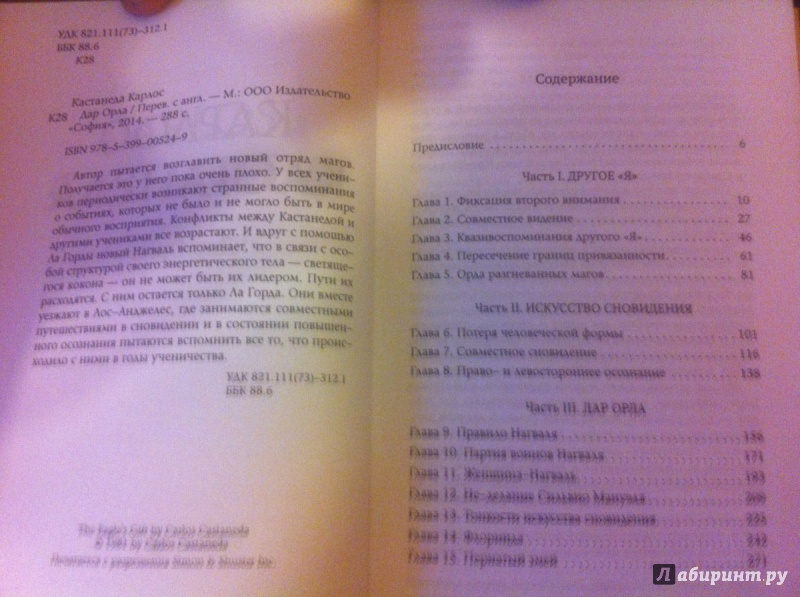 УДК 821.111(73)–312.1
ББК 88.6
К28
Кастанеда Карлос
К28 Дар Орла / Перев. с англ. — М.: ООО Издательство
«София», 2014. — 288 с.
ISBN 978–5–399–00524–9
Автор пытается возглавить новый отряд магов.
Получается это у него пока очень плохо. У всех учени-
ков периодически возникают странные воспоминания
о событиях, которых не было и не могло быть в мире
обычного восприятия. Конфликты между Кастанедой и
другими учениками все возрастают. И вдруг с помощью
Ла Горды новый Нагваль вспоминает, что в связи с осо-
бой структурой своего энергетического тела — светяще-
гося кокона — он не может быть их лидером. Пути их
расходятся. С ним остается только Ла Горда. Они вместе
уезжают в Лос–Анджелес, где занимаются совместными
путешествиями в сновидении и в состоянии повышен-
ного осознания пытаются вспомнить все то, что проис-
ходило с ними в годы ученичества.
УДК 821.111(73)–312.1
ББК 88.6
The Eagle's Gift by Carlos Castaneda
© 1981 by Carlos Castaneda
Печатается с разрешения Simon & Inc.
Содержание
Предисловие 6
Часть I. ДРУГОЕ «Я»
Глава 1. Фиксация второго внимания 10
Глава 2. Совместное видение 27
Глава 3. Квазивоспоминания другого «Я» 46
Глава 4. Пересечение границ привязанности 61
Глава 5. Орда разгневанных магов 81
Часть II. ИСКУССТВО СНОВИДЕНИЯ
Глава 6. Потеря человеческой формы 101
Глава 7. Совместное сновидение 116
Глава 8. Право– и левостороннее осознание 138
Часть III. ДАР ОРЛА
Глава 9. Правило Нагваля 156
Глава 10. Партия воинов Нагваля 171
Глава 11. Женщина–Нагваль 193
Глава 12. Не–делание Сильвио Мануэля 209
Глава 13. Тонкости искусства сновидения 225
Глава 14. Флоринда 242
Глава 15. Пернатый змей 271
Лабиринт.ру